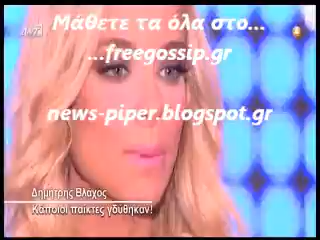 Μάθετε τα όλα στο...
...freegossip.gr
news-piper.blogspot.gr
Δημήτρης Βλάχος
Κάποιοι παίκτες γδύθηκαν!